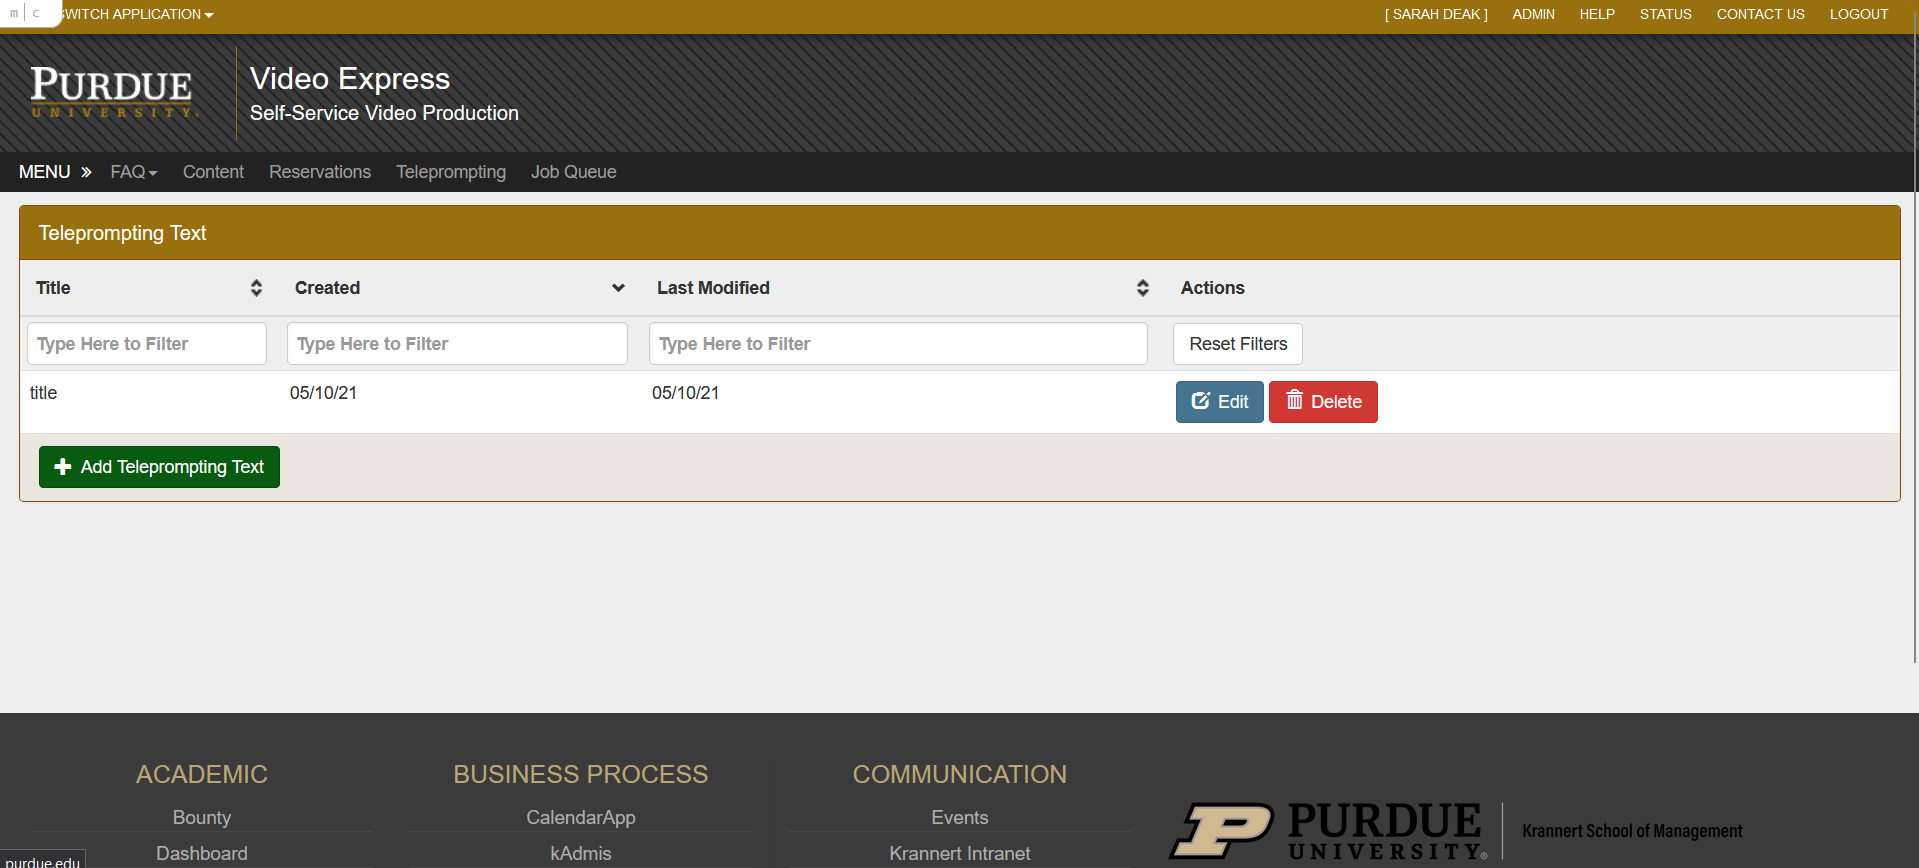 m | c SWITCH APPLICATION [ SARAH DEAK ] ADMIN HELP STATUS CONTACT US LOGOUT
PURDUE
UNIVERSITY.
Video Express
Self-Service Video Production
MENU » FAQ Content Reservations Teleprompting Job Queue
Teleprompting Text
Title Created Last Modified Actions
Type Here to Filter Type Here to Filter Type Here to Filter Reset Filters
title 05/10/21 05/10/21 Edit Delete
Add Teleprompting Text
ACADEMIC BUSINESS PROCESS COMMUNICATION
Bounty CalendarApp Events
Dashboard kAdmis Krannert Intranet
PURDUE
UNIVERSITY®
Krannert School of Management
purdue.edu